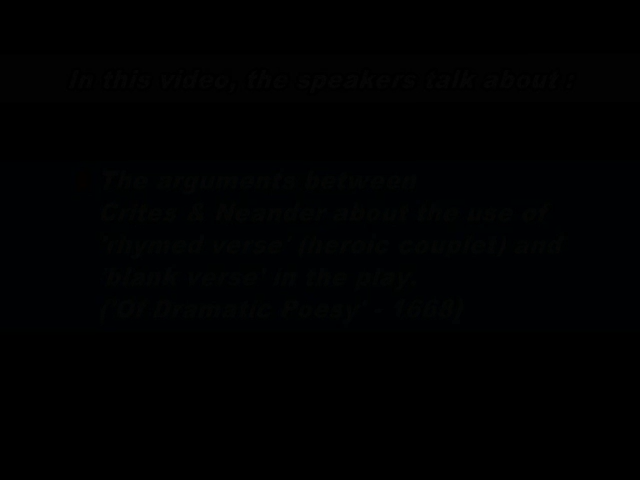 In this video, the speakers talk about :
The arguments between
Crites & Neander about the use of
'rhymed verse' (heroic couplet) and
'blank verse' in the play.
('Of Dramatic Poesy' - 1668)